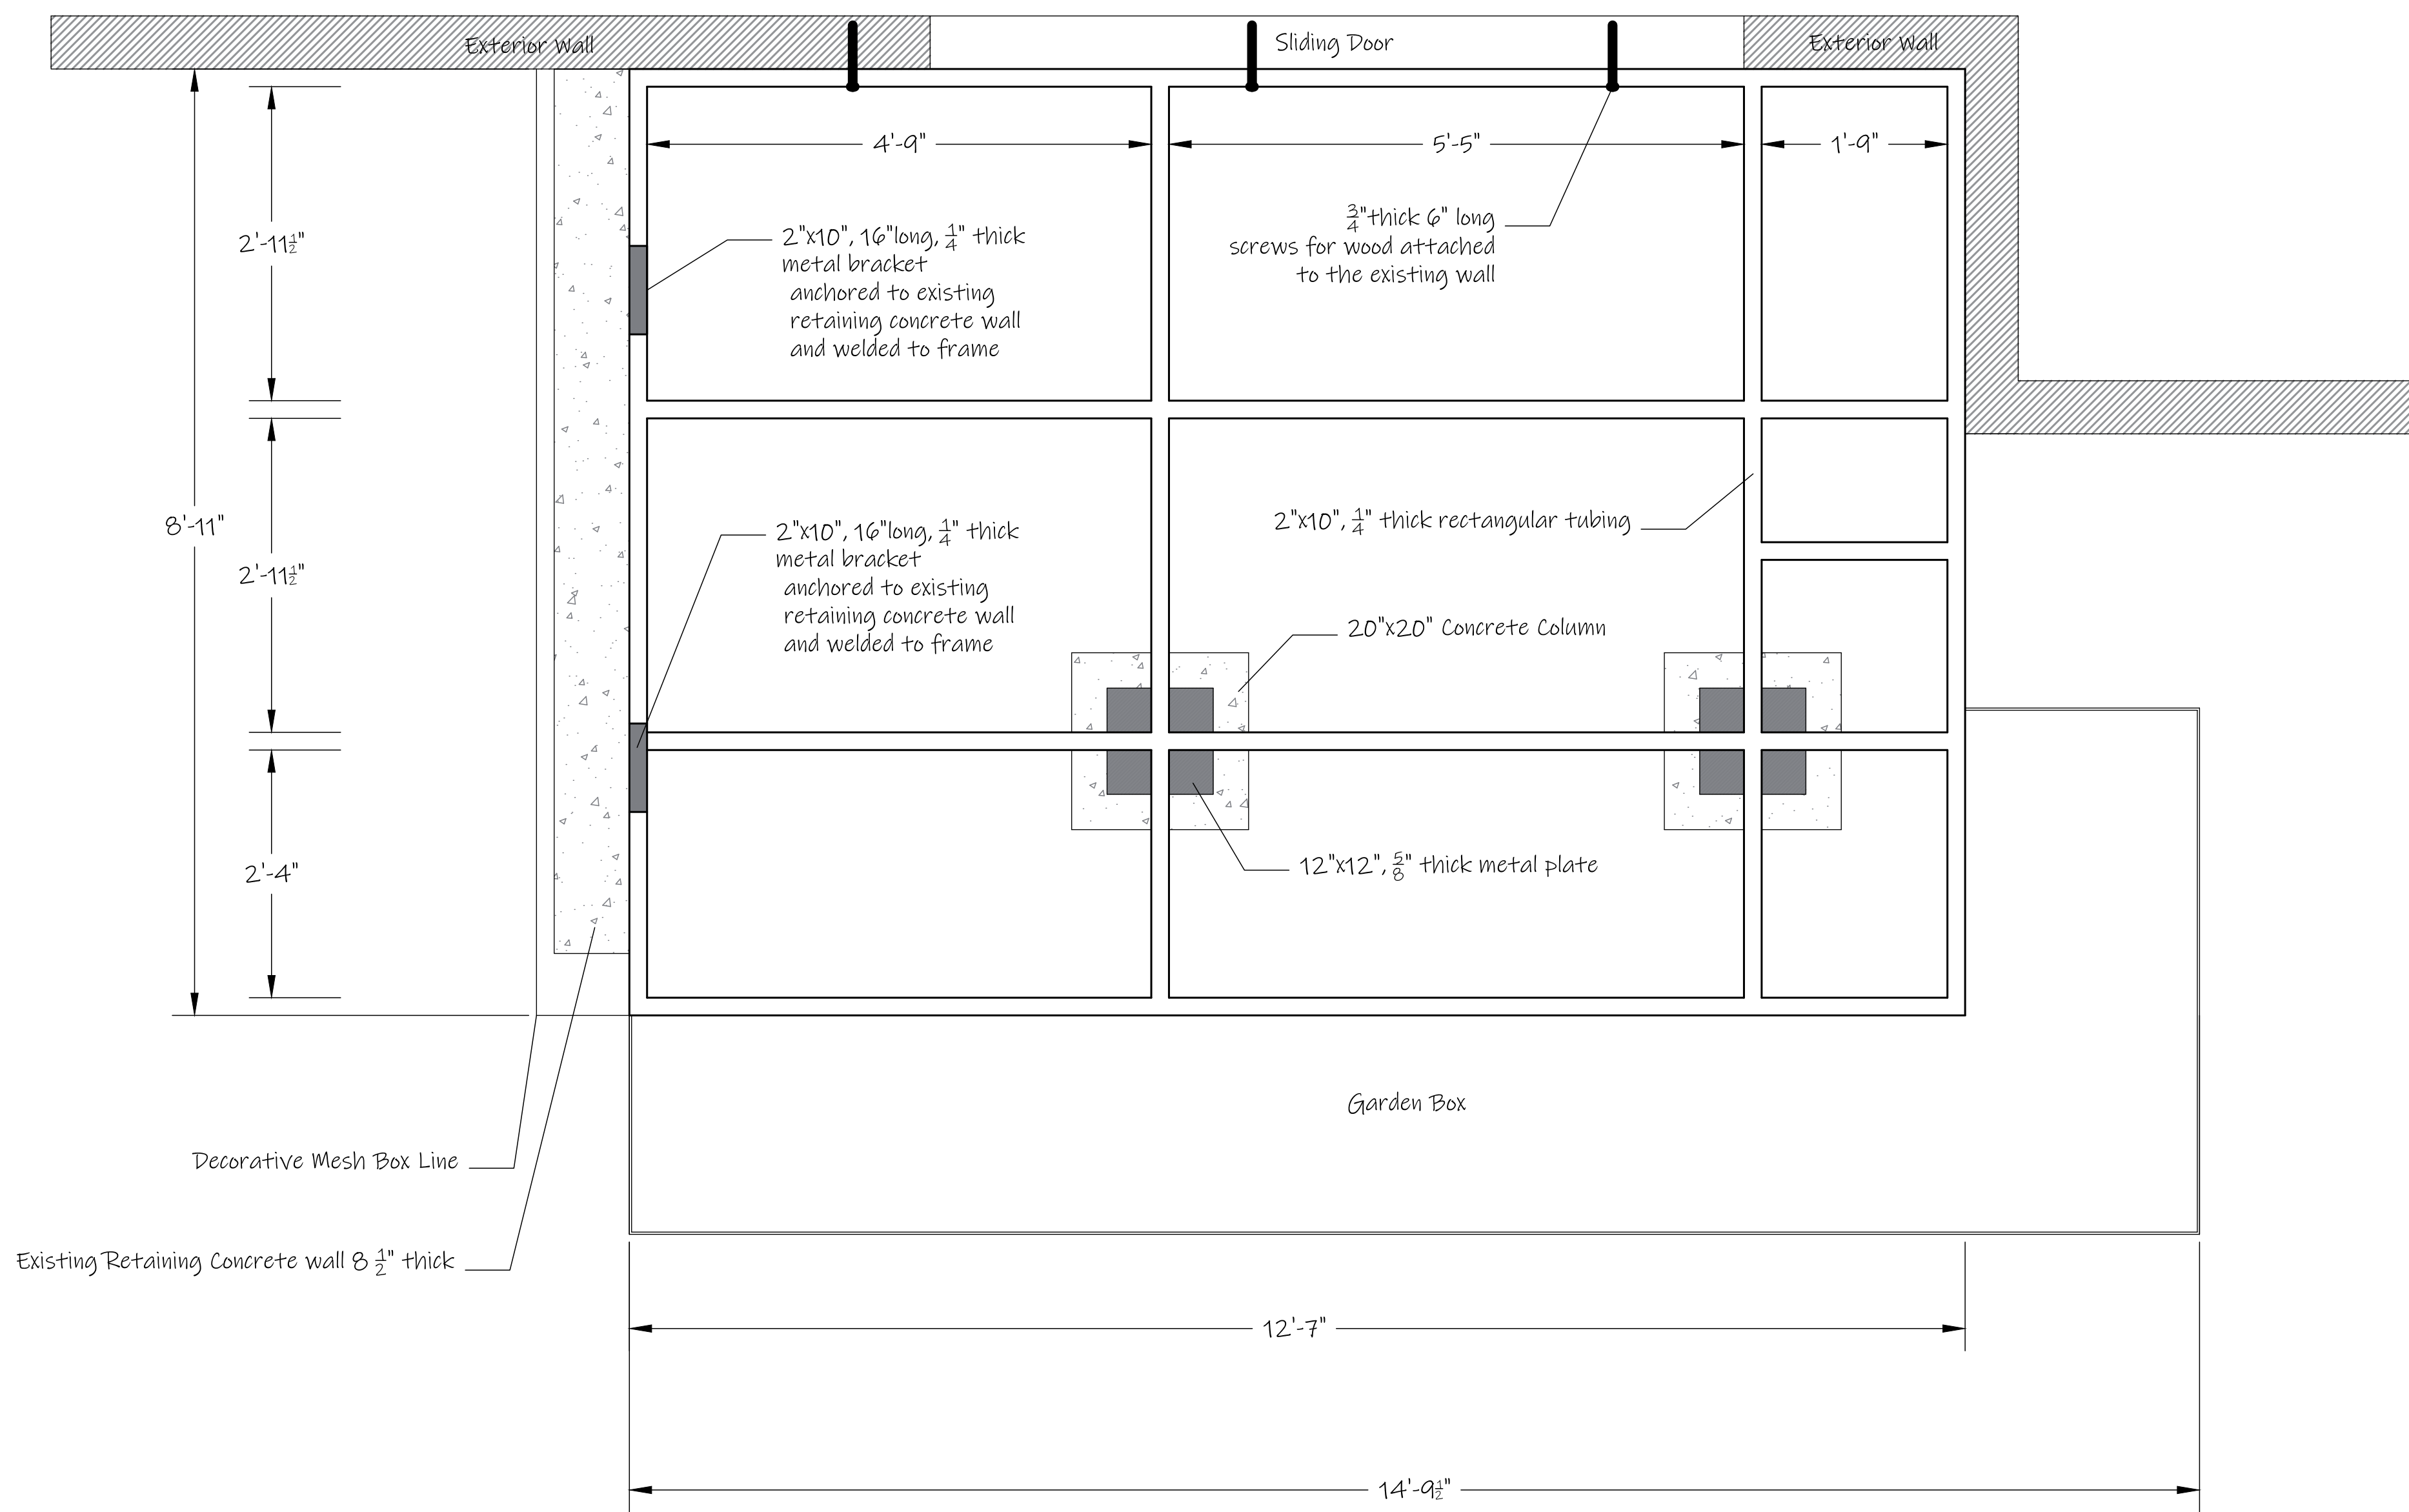 Exterior Wall
Sliding Door
Exterior Wall
4'-9"
5'-5"
1'-9"
2'-11½"
2"x10", 16"long, ¼" thick
metal bracket
anchored to existing
retaining concrete wall
and welded to frame
¾"thick 6" long
screws for wood attached
to the existing wall
8'-11"
2'-11½"
2"x10", 16"long, ¼" thick
metal bracket
anchored to existing
retaining concrete wall
and welded to frame
2"x10", ¼" thick rectangular tubing
20"x20" Concrete Column
2'-4"
12"x12", ⅝" thick metal plate
Garden Box
Decorative Mesh Box Line
Existing Retaining Concrete wall 8 ½" thick
12'-7"
14'-9½"